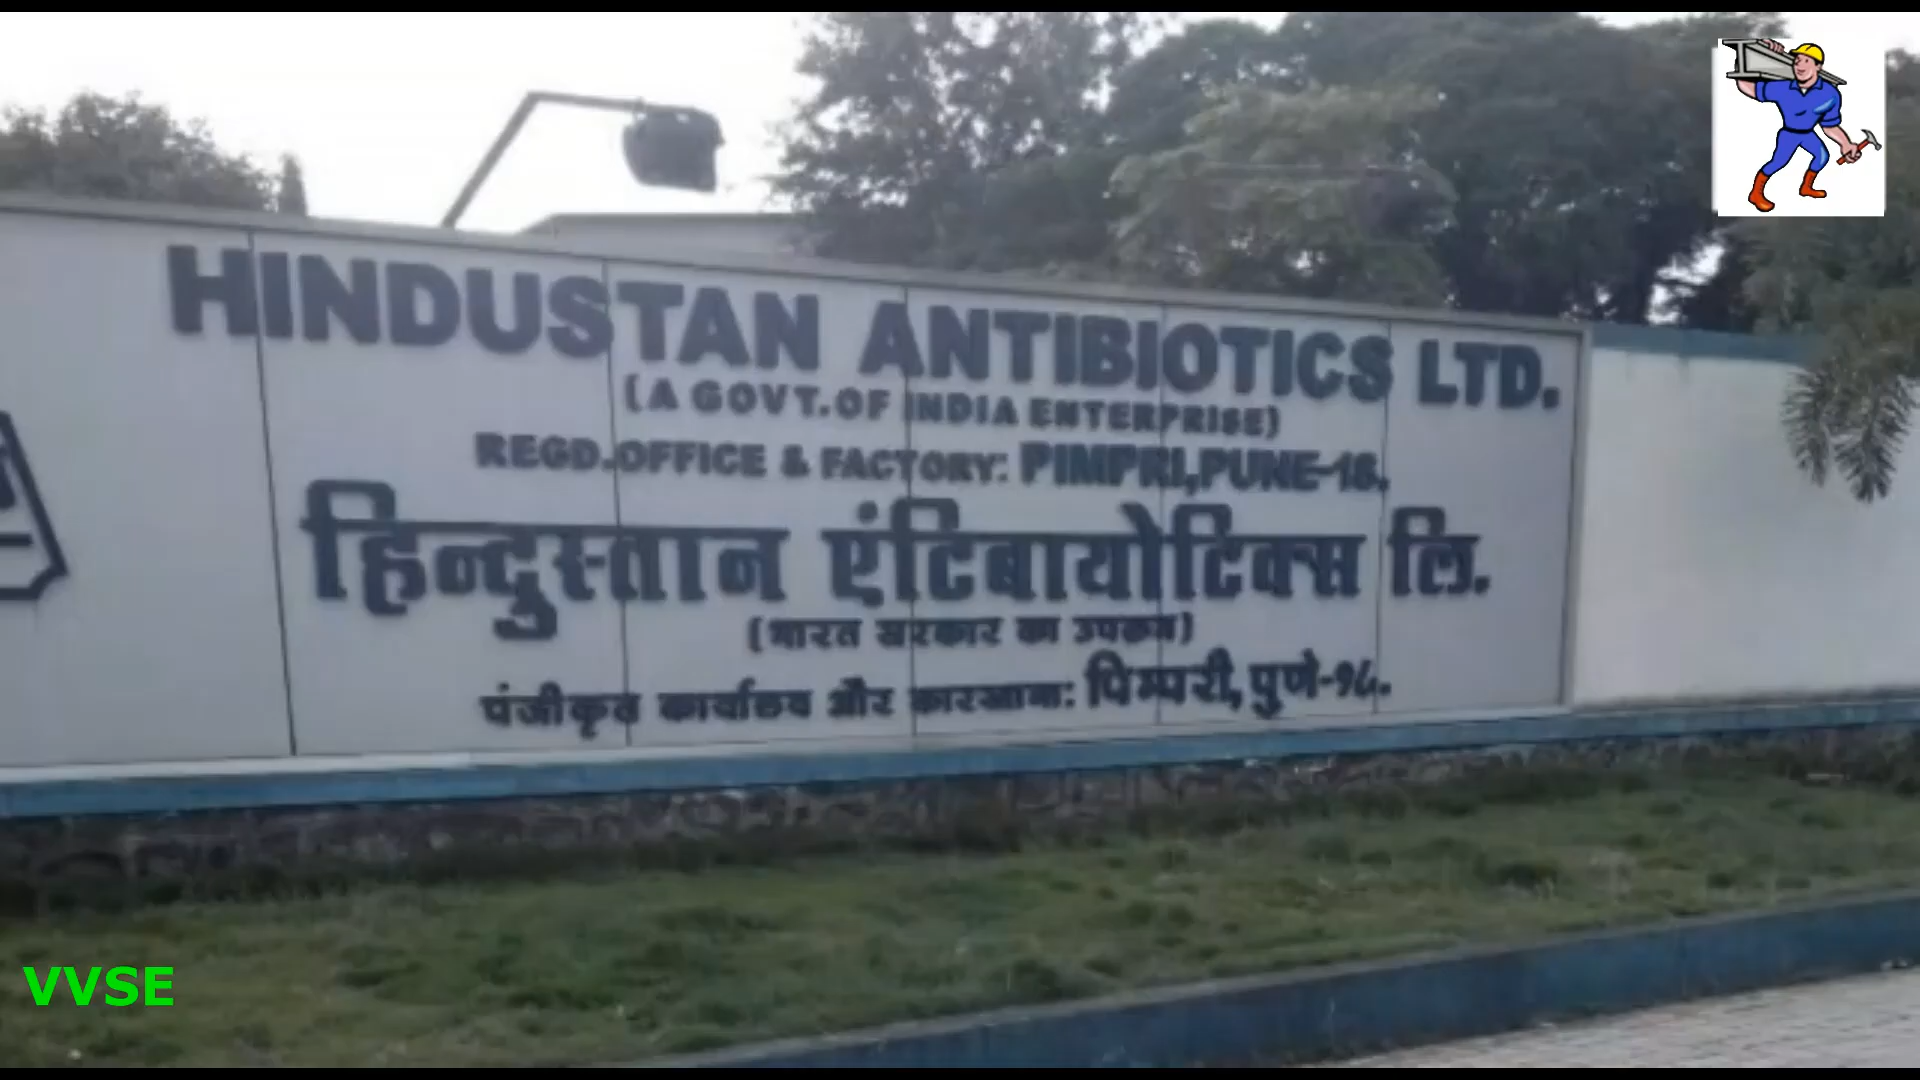 HINDUSTAN ANTIBIOTICS LTD.
(A GOVT.OF INDIA ENTERPRISE)
REGD.OFFICE & FACTORY: PIMPRI,PUNE-18.
हिन्दुस्तान एंटिबायोटिक्स लि.
(भारत सरकार का उपक्रम)
पंजीकृत कार्यालय और कारखाना: पिम्परी, पुणे-१८.
VVSE